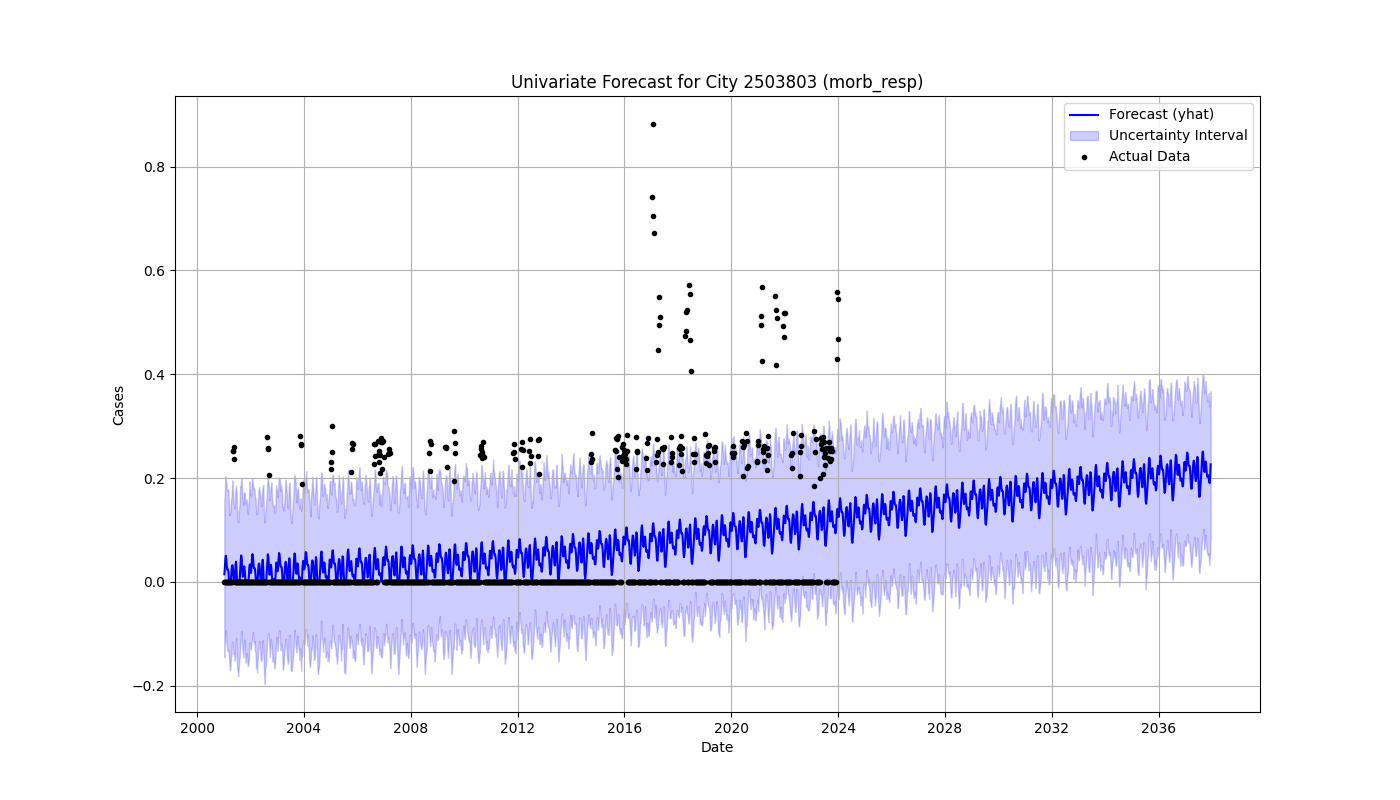 Univariate Forecast for City 2503803 (morb_resp)
Forecast (yhat)
Uncertainty Interval
Actual Data
Cases
0.8
0.6
0.4
0.2
0.0
−0.2
2000 2004 2008 2012 2016 2020 2024 2028 2032 2036
Date